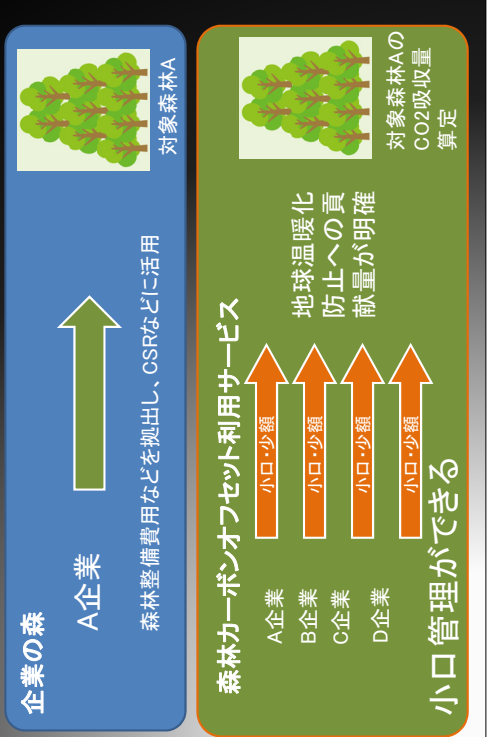 企業の森
A企業
森林整備費用などを拠出し、CSRなどに活用
対象森林A
森林カーボンオフセット利用サービス
A企業
B企業
C企業
D企業
小口・少額
小口・少額
小口・少額
小口・少額
地球温暖化
防止への貢
献量が明確
対象森林Aの
CO2吸収量
算定
小口管理ができる